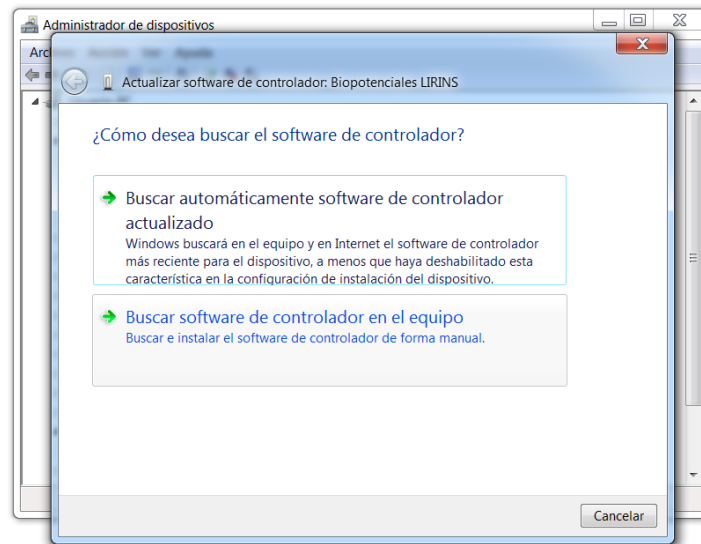 Administrador de dispositivos
Actualizar software de controlador: Biopotenciales LIRINS
¿Cómo desea buscar el software de controlador?
Buscar automáticamente software de controlador
actualizado
Windows buscará en el equipo y en Internet el software de controlador
más reciente para el dispositivo, a menos que haya deshabilitado esta
característica en la configuración de instalación del dispositivo.
Buscar software de controlador en el equipo
Buscar e instalar el software de controlador de forma manual.
Cancelar